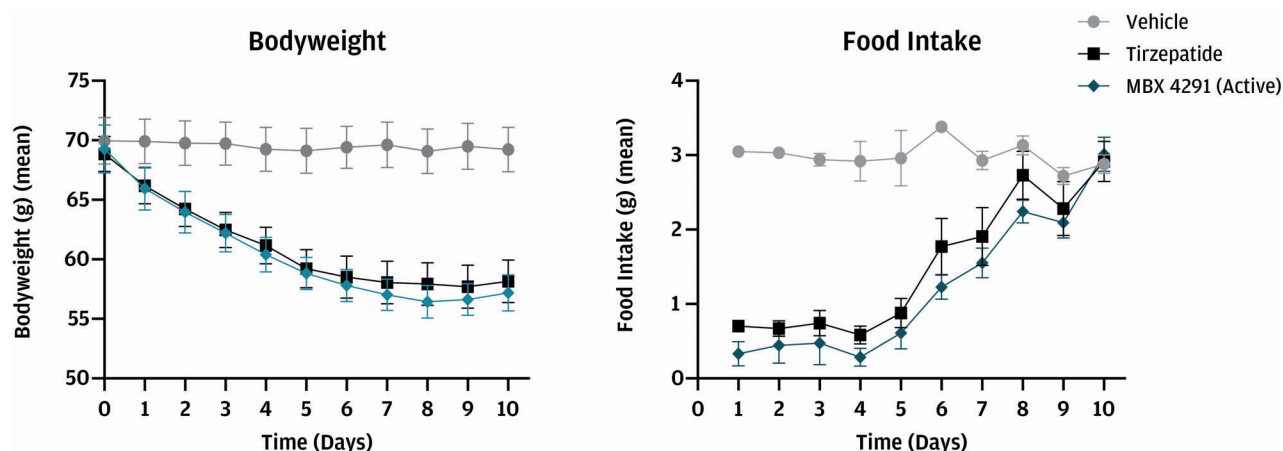 Vehicle
Tirzepatide
MBX 4291 (Active)
Bodyweight
Bodyweight (g) (mean)
75
70
65
60
55
50
0 1 2 3 4 5 6 7 8 9 10
Time (Days)
Food Intake
Food Intake (g) (mean)
4
3
2
1
0
0 1 2 3 4 5 6 7 8 9 10
Time (Days)